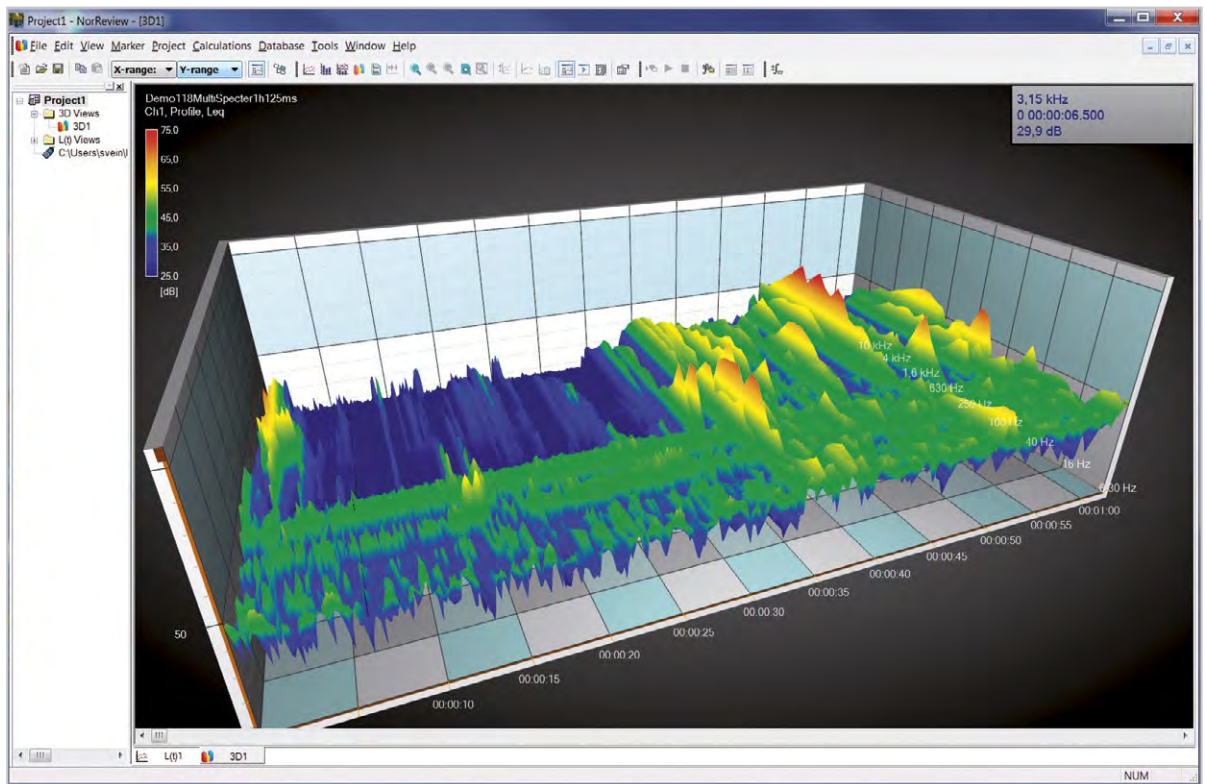 Project1 - NorReview - [3D1]
File Edit View Marker Project Calculations Database Tools Window Help
X-range: Y-range
Project1
3D Views
3D1
L(t) Views
C:\Users\svein\
Demo118MultiSpecter1h125ms
Ch1, Profile, Leq
75,0
65,0
55,0
45,0
35,0
25,0
[dB]
3,15 kHz
0 00:00:06.500
29,9 dB
10 kHz
4 kHz
1,6 kHz
630 Hz
250 Hz
100 Hz
40 Hz
16 Hz
6,30 Hz
50
00:00:10
00:00:15
00:00:20
00:00:25
00:00:30
00:00:35
00:00:40
00:00:45
00:00:50
00:00:55
00:01:00
L(t)1 3D1
NUM